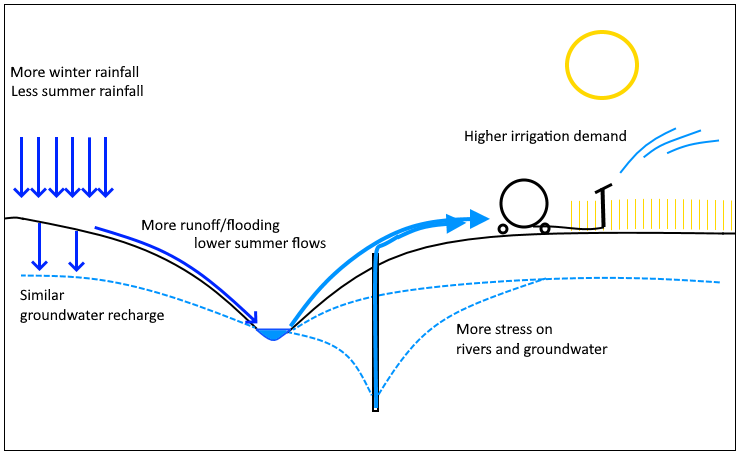 More winter rainfall
Less summer rainfall
Higher irrigation demand
More runoff/flooding
lower summer flows
Similar
groundwater recharge
More stress on
rivers and groundwater